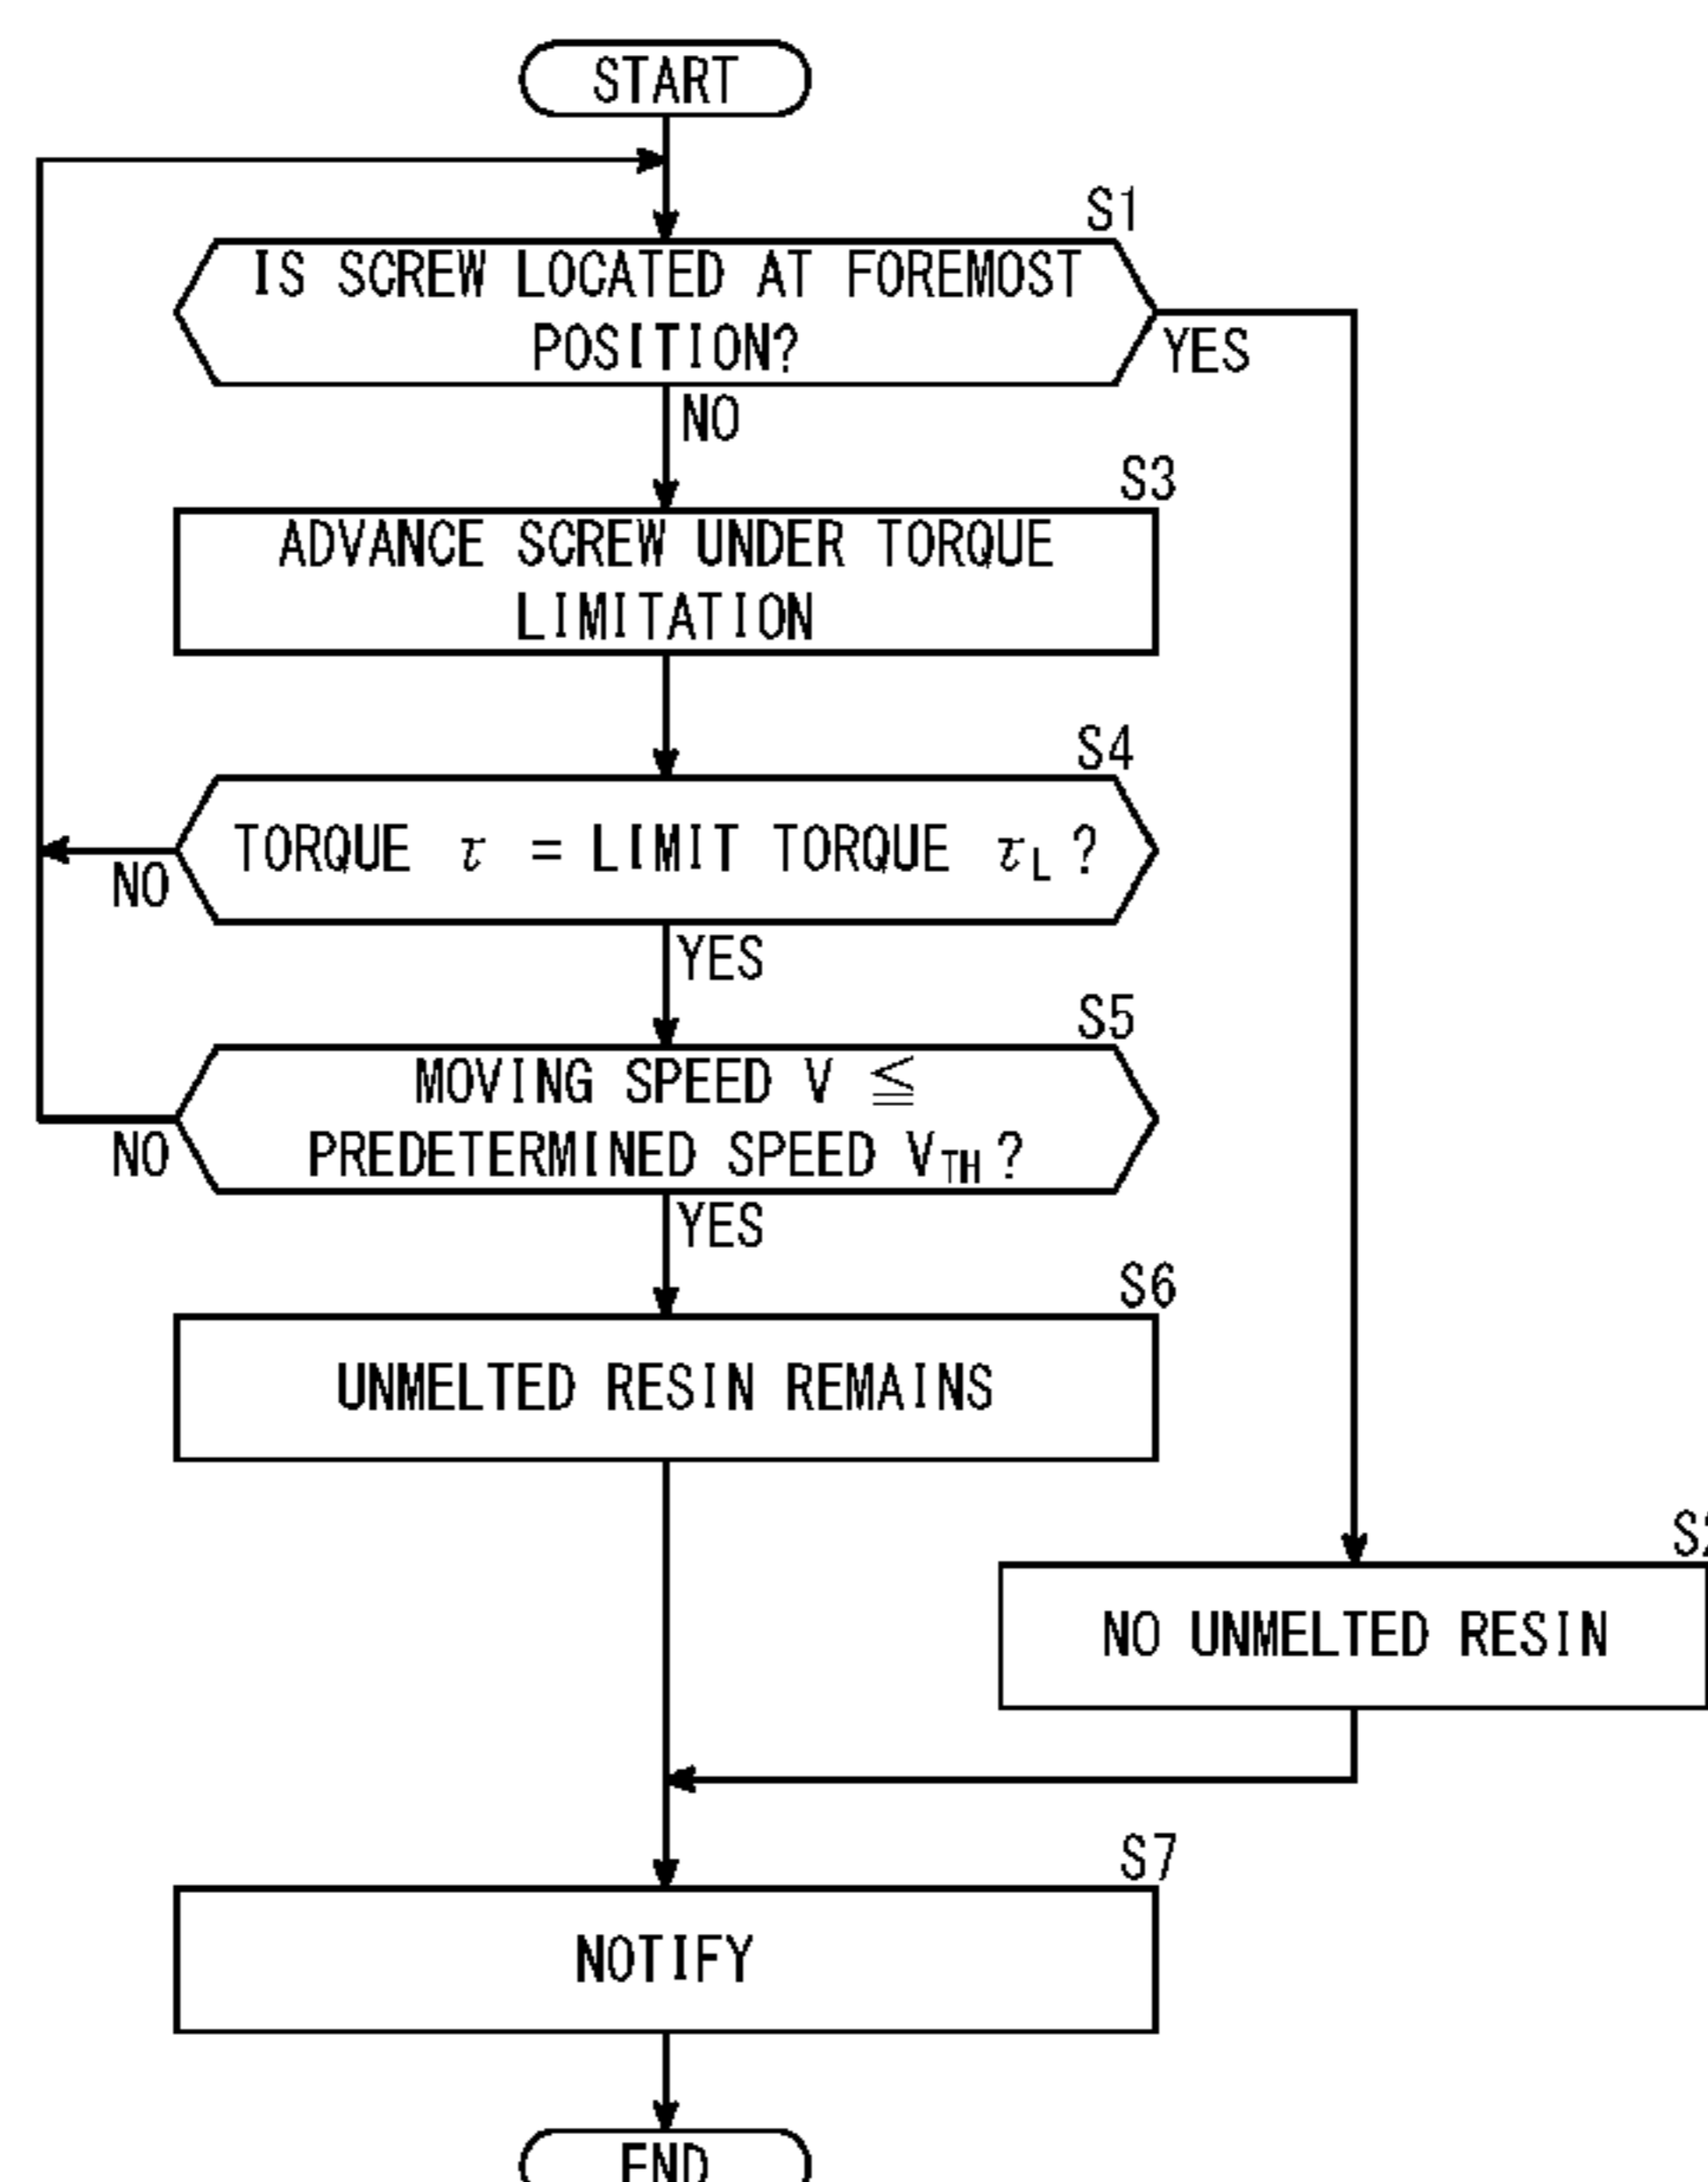 START
S1
IS SCREW LOCATED AT FOREMOST
POSITION?
YES
NO
S3
ADVANCE SCREW UNDER TORQUE
LIMITATION
S4
TORQUE τ = LIMIT TORQUE τL ?
NO
YES
S5
MOVING SPEED V ≦
PREDETERMINED SPEED VTH ?
NO
YES
S6
UNMELTED RESIN REMAINS
S2
NO UNMELTED RESIN
S7
NOTIFY
END